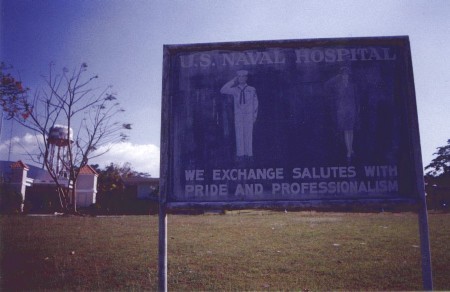 U.S. NAVAL HOSPITAL
WE EXCHANGE SALUTES WITH
PRIDE AND PROFESSIONALISM